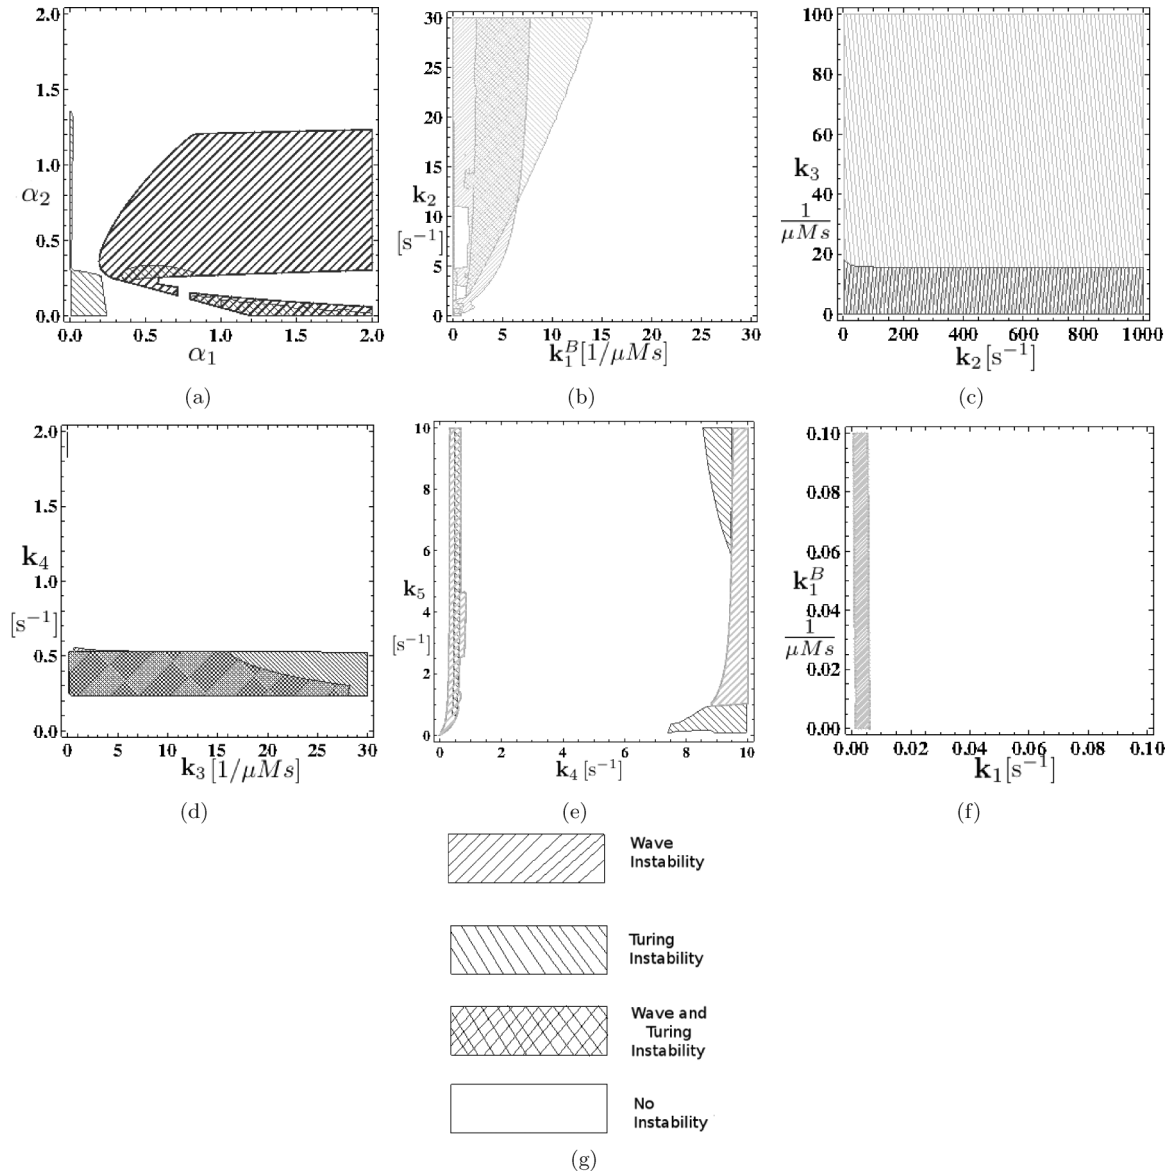 2.0
1.5
1.0
α₂
0.5
0.0
0.0 0.5 1.0 1.5 2.0
α₁
(a)
30
25
20
15
k₂
10
[s⁻¹]
5
0
0 5 10 15 20 25 30
k₁ᴮ[1/μMs]
(b)
100
80
60
k₃
40
1/μMs
20
0
0 200 400 600 800 1000
k₂[s⁻¹]
(c)
2.0
1.5
k₄
1.0
[s⁻¹]
0.5
0.0
0 5 10 15 20 25 30
k₃[1/μMs]
(d)
10
8
6
k₅
4
[s⁻¹]
2
0
0 2 4 6 8 10
k₄[s⁻¹]
(e)
0.10
0.08
0.06
k₁ᴮ
0.04
1/μMs
0.02
0.00
0.00 0.02 0.04 0.06 0.08 0.10
k₁[s⁻¹]
(f)
Wave
Instability
Turing
Instability
Wave and
Turing
Instability
No
Instability
(g)